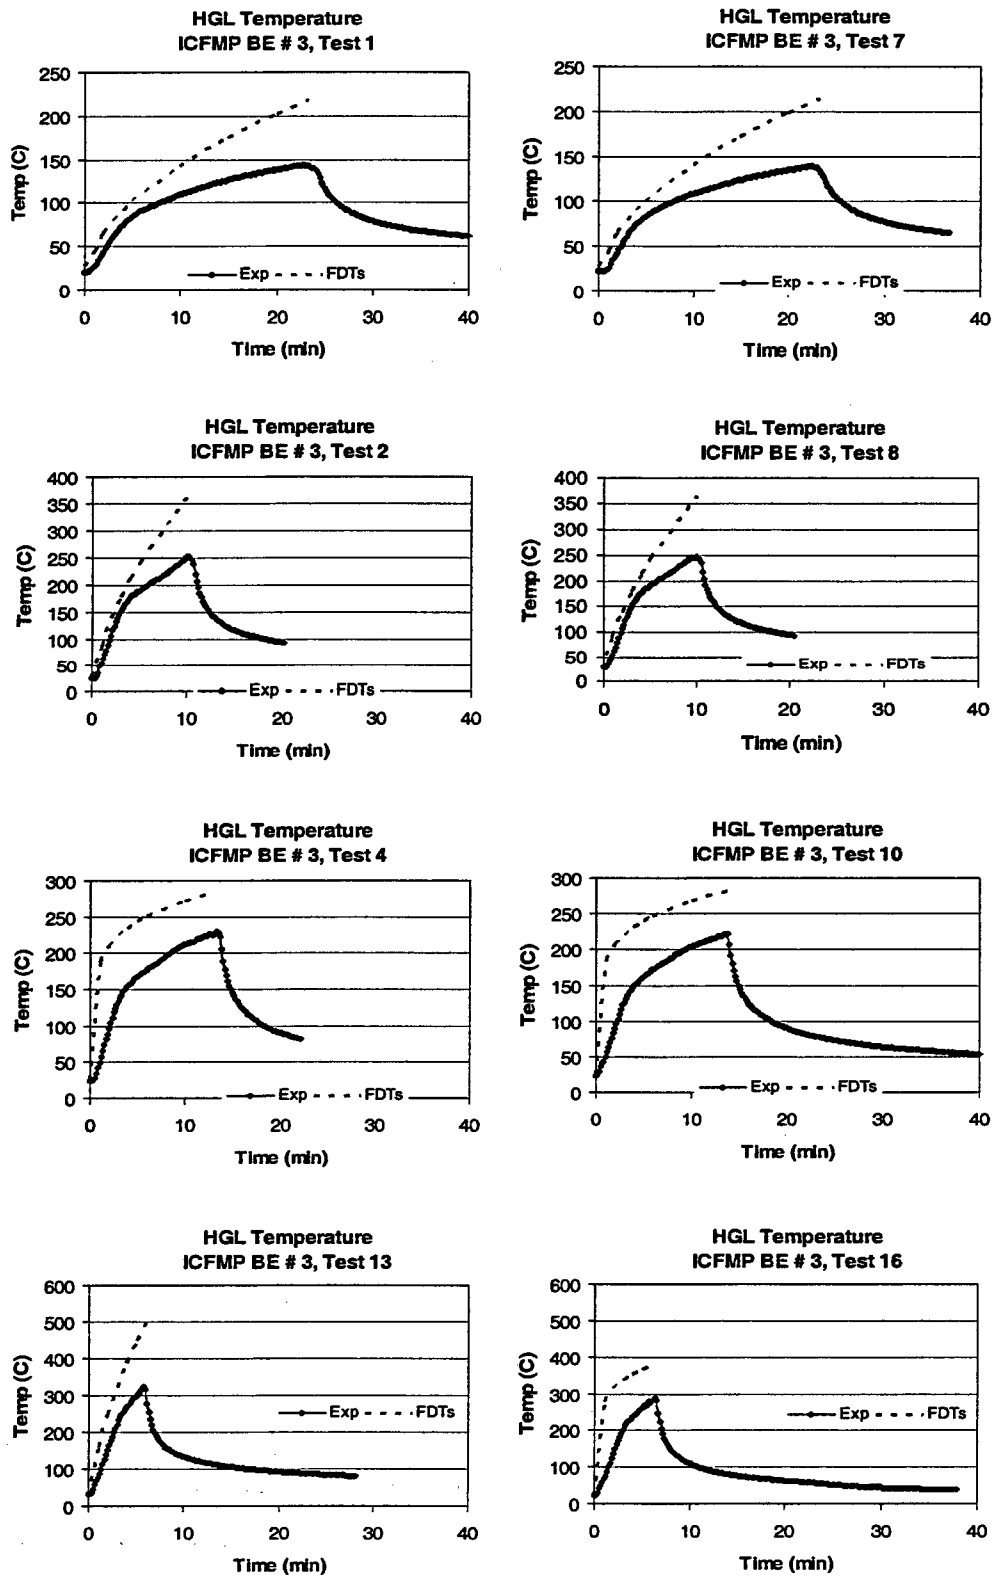 HGL Temperature
ICFMP BE # 3, Test 1
250
200
150
100
50
0
Temp (C)
Exp FDTs
0 10 20 30 40
Time (min)
HGL Temperature
ICFMP BE # 3, Test 7
250
200
150
100
50
0
Temp (C)
Exp FDTs
0 10 20 30 40
Time (min)
HGL Temperature
ICFMP BE # 3, Test 2
400
350
300
250
200
150
100
50
0
Temp (C)
Exp FDTs
0 10 20 30 40
Time (min)
HGL Temperature
ICFMP BE # 3, Test 8
400
350
300
250
200
150
100
50
0
Temp (C)
Exp FDTs
0 10 20 30 40
Time (min)
HGL Temperature
ICFMP BE # 3, Test 4
300
250
200
150
100
50
0
Temp (C)
Exp FDTs
0 10 20 30 40
Time (min)
HGL Temperature
ICFMP BE # 3, Test 10
300
250
200
150
100
50
0
Temp (C)
Exp FDTs
0 10 20 30 40
Time (min)
HGL Temperature
ICFMP BE # 3, Test 13
600
500
400
300
200
100
0
Temp (C)
Exp FDTs
0 10 20 30 40
Time (min)
HGL Temperature
ICFMP BE # 3, Test 16
600
500
400
300
200
100
0
Temp (C)
Exp FDTs
0 10 20 30 40
Time (min)